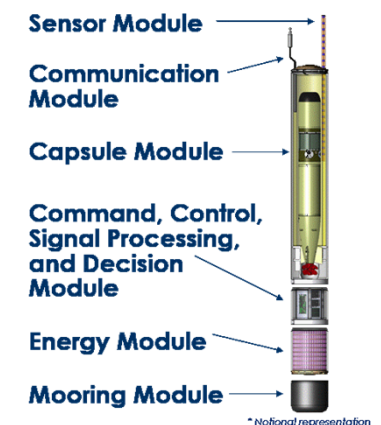 Sensor Module
Communication
Module
Capsule Module
Command, Control,
Signal Processing,
and Decision
Module
Energy Module
Mooring Module
* Notional representation